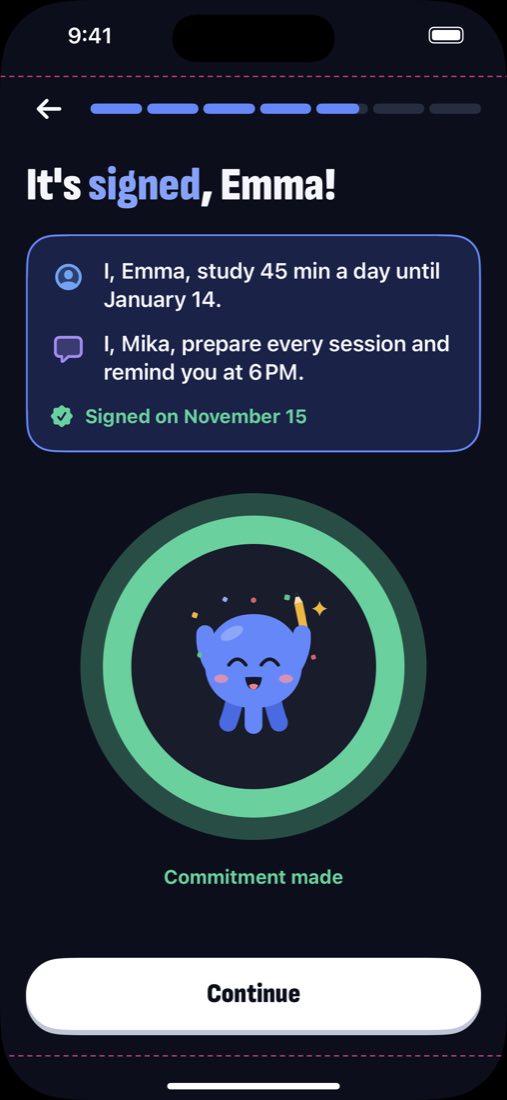 9:41
It's signed, Emma!
I, Emma, study 45 min a day until
January 14.
I, Mika, prepare every session and
remind you at 6 PM.
Signed on November 15
Commitment made
Continue